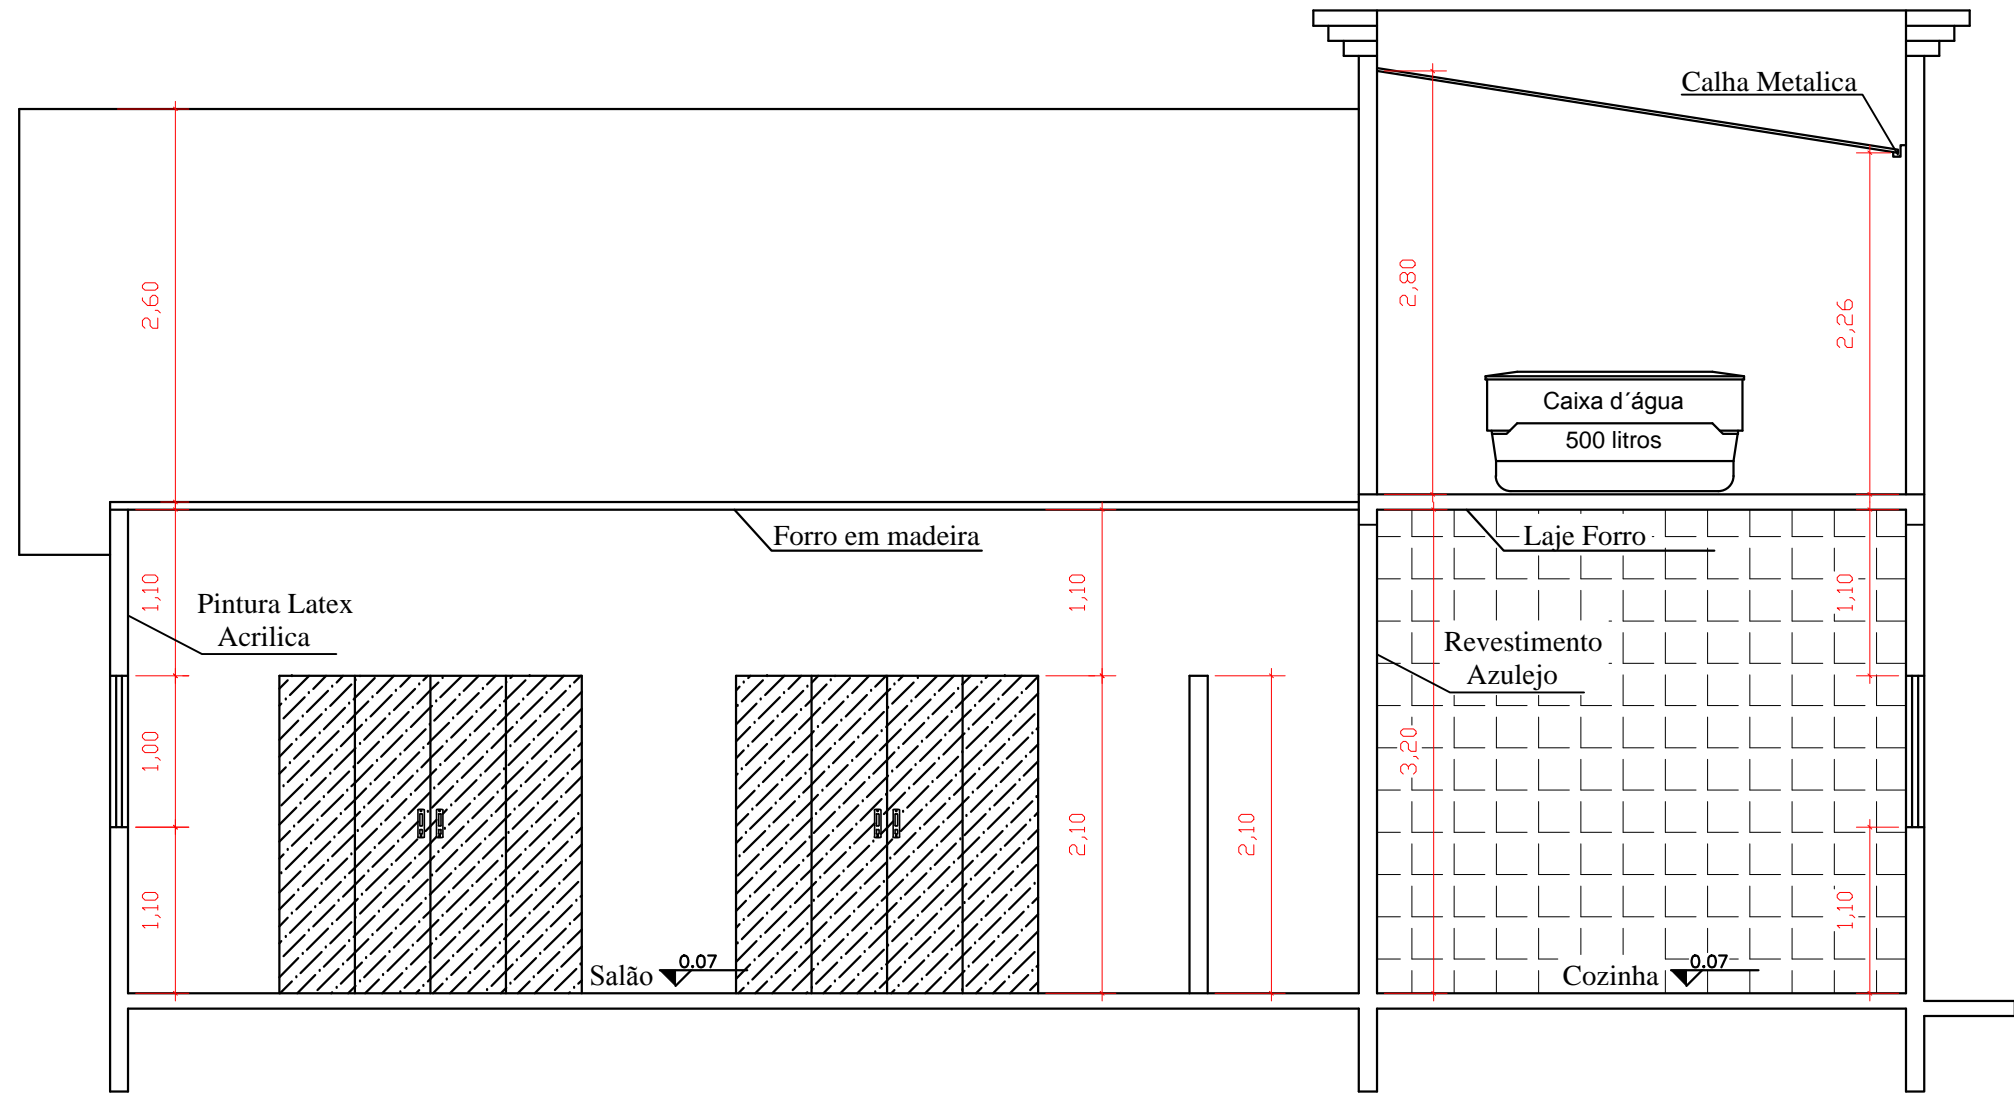 Calha Metalica
2,60
2,80
2,26
Caixa d´água
500 litros
Forro em madeira
Laje Forro
1,10
Pintura Latex
Acrilica
1,10
1,10
Revestimento
Azulejo
1,00
3,20
2,10
2,10
1,10
1,10
Salão
0.07
Cozinha
0.07